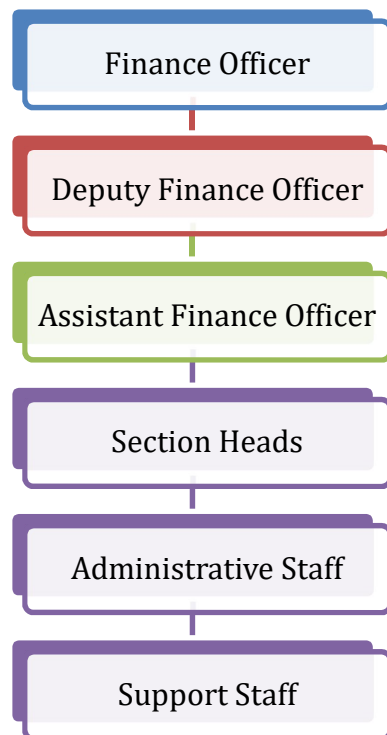 Finance Officer
Deputy Finance Officer
Assistant Finance Officer
Section Heads
Administrative Staff
Support Staff